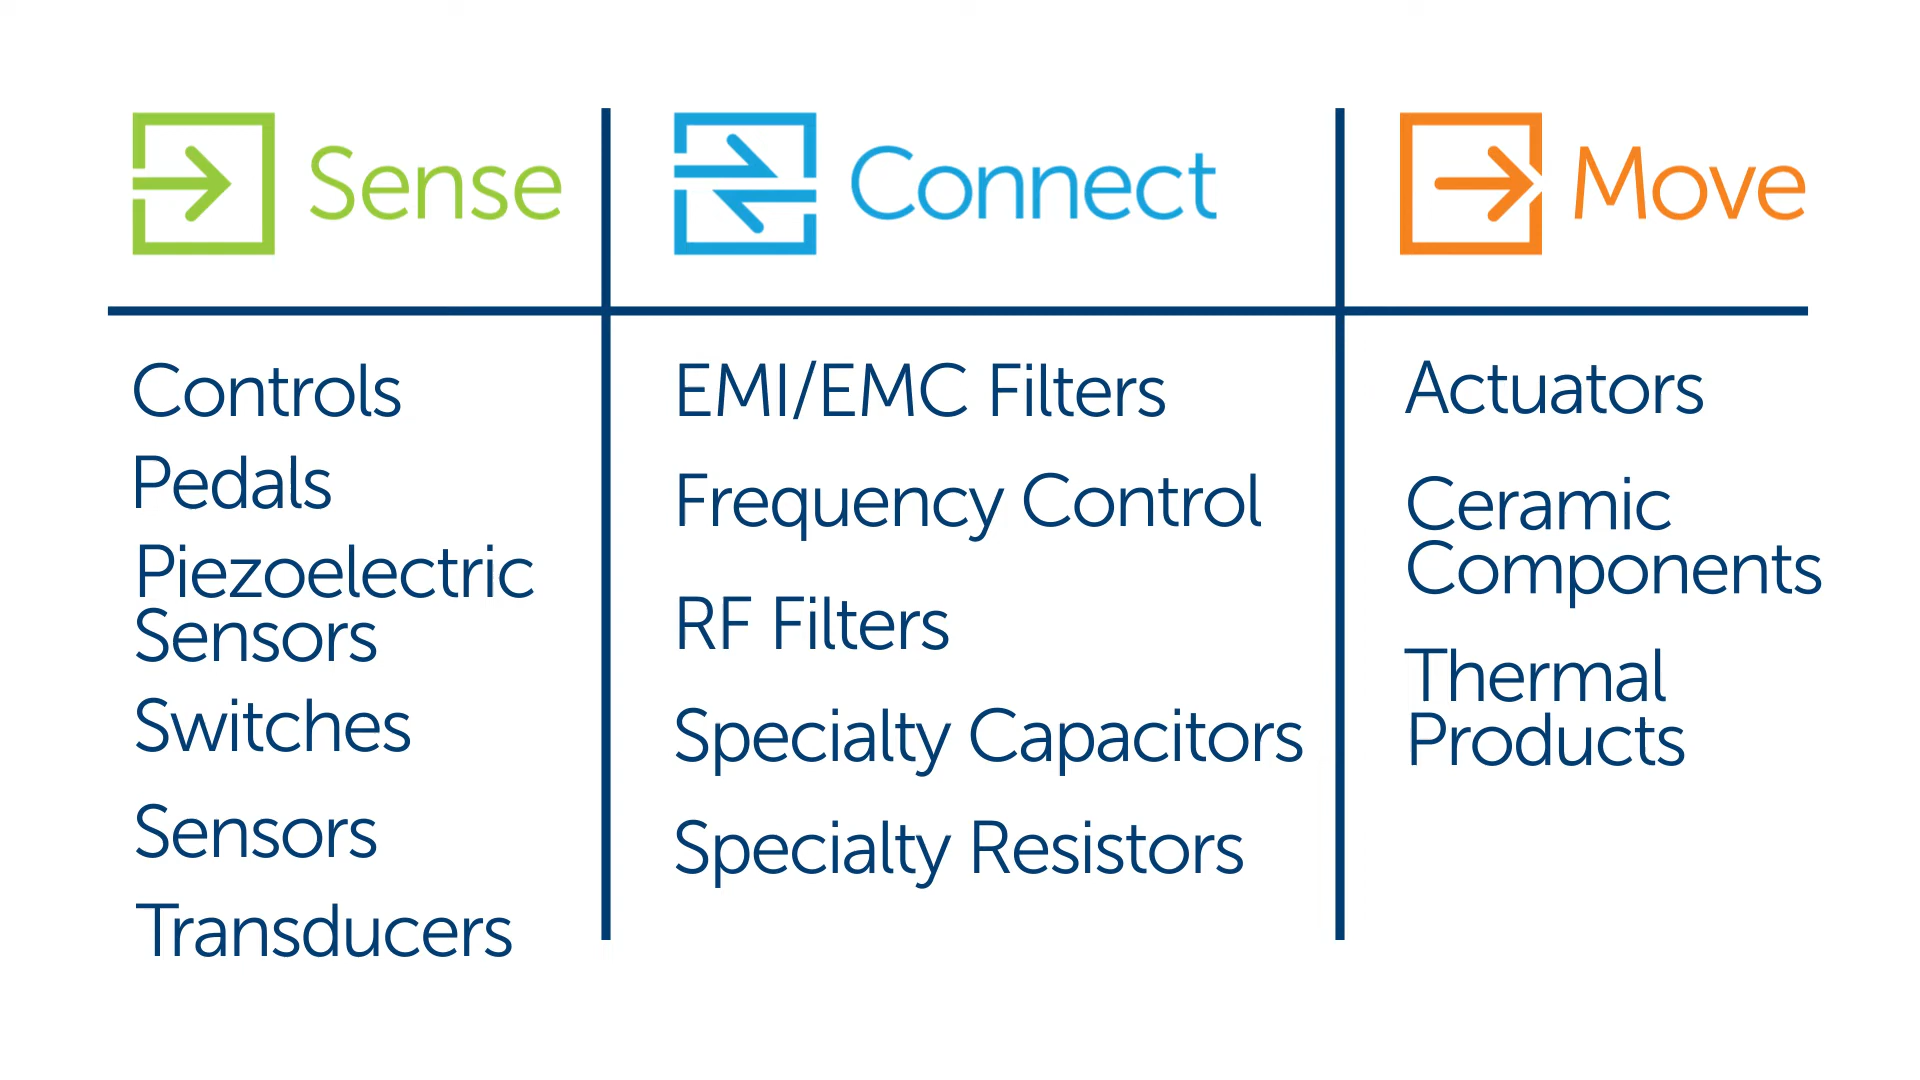 Sense
Controls
Pedals
Piezoelectric
Sensors
Switches
Sensors
Transducers
Connect
EMI/EMC Filters
Frequency Control
RF Filters
Specialty Capacitors
Specialty Resistors
Move
Actuators
Ceramic
Components
Thermal
Products